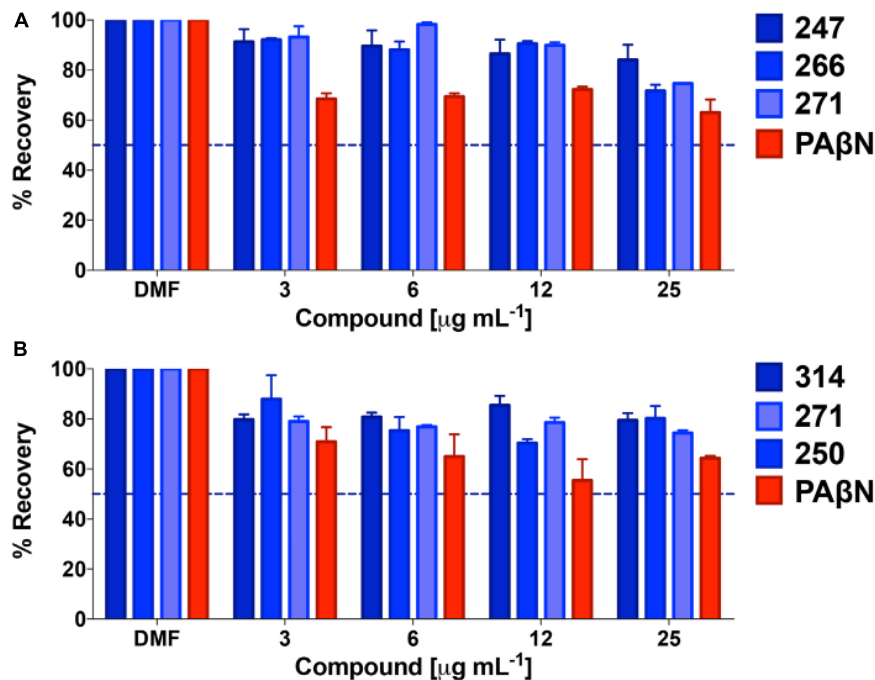 A
100
80
60
40
20
0
% Recovery
DMF 3 6 12 25
Compound [μg mL-1]
247
266
271
PAβN
B
100
80
60
40
20
0
% Recovery
DMF 3 6 12 25
Compound [μg mL-1]
314
271
250
PAβN